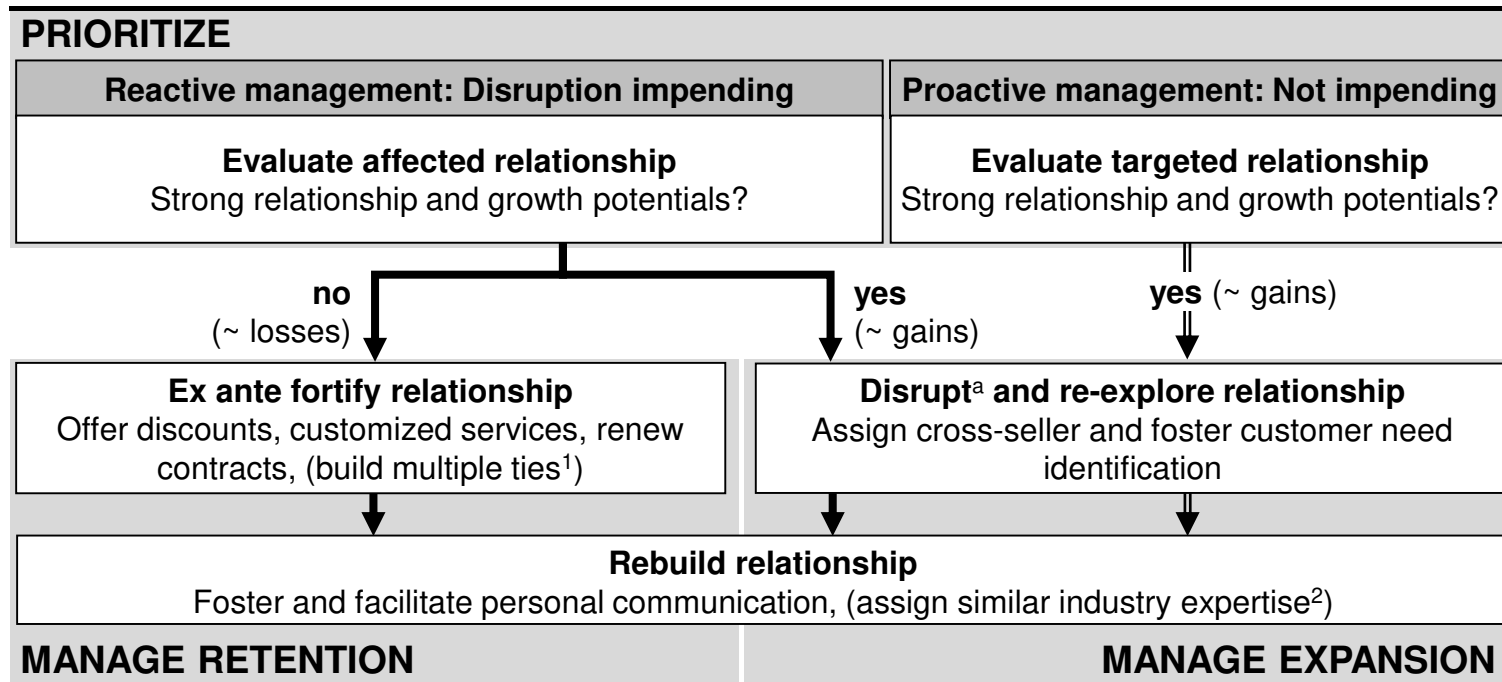 PRIORITIZE
Reactive management: Disruption impending
Proactive management: Not impending
Evaluate affected relationship
Strong relationship and growth potentials?
Evaluate targeted relationship
Strong relationship and growth potentials?
no
(~ losses)
yes
(~ gains)
yes (~ gains)
Ex ante fortify relationship
Offer discounts, customized services, renew
contracts, (build multiple ties¹)
Disruptᵃ and re-explore relationship
Assign cross-seller and foster customer need
identification
Rebuild relationship
Foster and facilitate personal communication, (assign similar industry expertise²)
MANAGE RETENTION
MANAGE EXPANSION